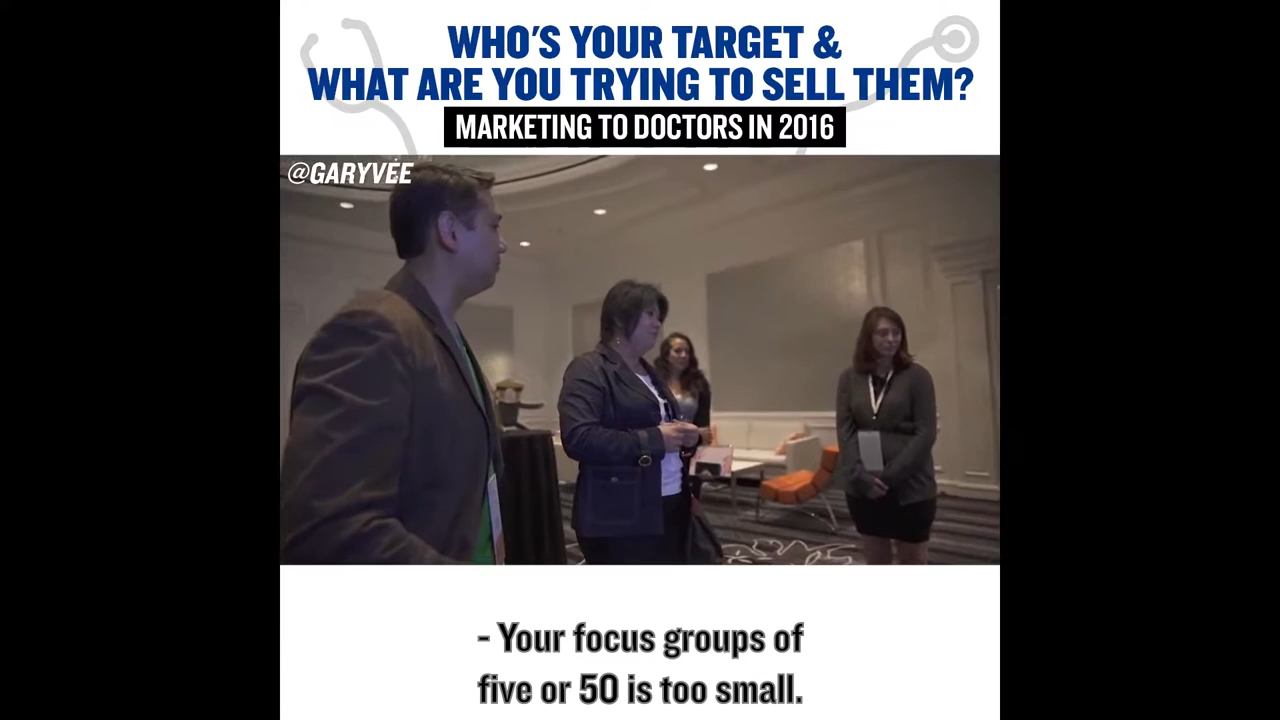 WHO'S YOUR TARGET &
WHAT ARE YOU TRYING TO SELL THEM?
MARKETING TO DOCTORS IN 2016
@GARYVEE
- Your focus groups of
five or 50 is too small.